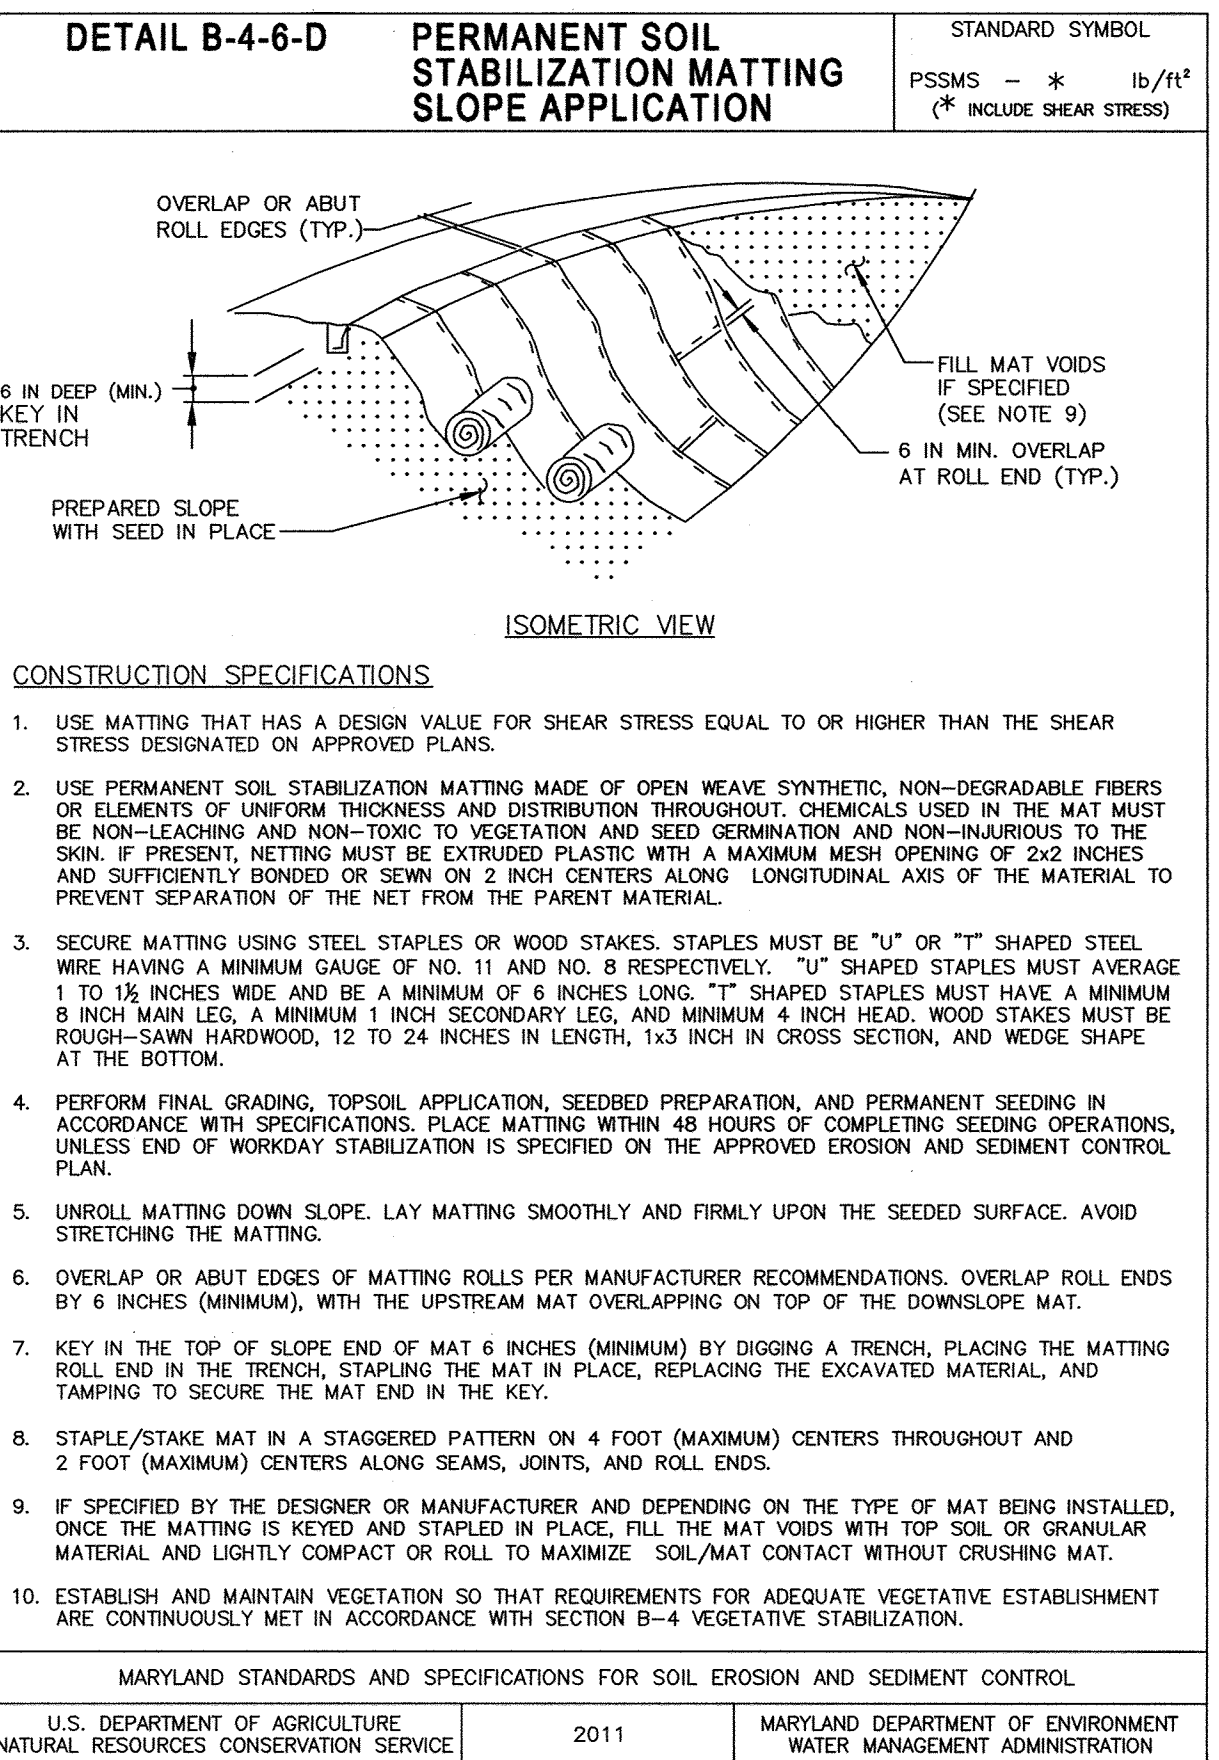 DETAIL B-4-6-D
PERMANENT SOIL
STABILIZATION MATTING
SLOPE APPLICATION
STANDARD SYMBOL
PSSMS - * lb/ft²
(* INCLUDE SHEAR STRESS)
OVERLAP OR ABUT
ROLL EDGES (TYP.)
6 IN DEEP (MIN.)
KEY IN
TRENCH
PREPARED SLOPE
WITH SEED IN PLACE
FILL MAT VOIDS
IF SPECIFIED
(SEE NOTE 9)
6 IN MIN. OVERLAP
AT ROLL END (TYP.)
ISOMETRIC VIEW
CONSTRUCTION SPECIFICATIONS
1. USE MATTING THAT HAS A DESIGN VALUE FOR SHEAR STRESS EQUAL TO OR HIGHER THAN THE SHEAR
STRESS DESIGNATED ON APPROVED PLANS.
2. USE PERMANENT SOIL STABILIZATION MATTING MADE OF OPEN WEAVE SYNTHETIC, NON-DEGRADABLE FIBERS
OR ELEMENTS OF UNIFORM THICKNESS AND DISTRIBUTION THROUGHOUT. CHEMICALS USED IN THE MAT MUST
BE NON-LEACHING AND NON-TOXIC TO VEGETATION AND SEED GERMINATION AND NON-INJURIOUS TO THE
SKIN. IF PRESENT, NETTING MUST BE EXTRUDED PLASTIC WITH A MAXIMUM MESH OPENING OF 2x2 INCHES
AND SUFFICIENTLY BONDED OR SEWN ON 2 INCH CENTERS ALONG LONGITUDINAL AXIS OF THE MATERIAL TO
PREVENT SEPARATION OF THE NET FROM THE PARENT MATERIAL.
3. SECURE MATTING USING STEEL STAPLES OR WOOD STAKES. STAPLES MUST BE "U" OR "T" SHAPED STEEL
WIRE HAVING A MINIMUM GAUGE OF NO. 11 AND NO. 8 RESPECTIVELY. "U" SHAPED STAPLES MUST AVERAGE
1 TO 1½ INCHES WIDE AND BE A MINIMUM OF 6 INCHES LONG. "T" SHAPED STAPLES MUST HAVE A MINIMUM
8 INCH MAIN LEG, A MINIMUM 1 INCH SECONDARY LEG, AND MINIMUM 4 INCH HEAD. WOOD STAKES MUST BE
ROUGH-SAWN HARDWOOD, 12 TO 24 INCHES IN LENGTH, 1x3 INCH IN CROSS SECTION, AND WEDGE SHAPE
AT THE BOTTOM.
4. PERFORM FINAL GRADING, TOPSOIL APPLICATION, SEEDBED PREPARATION, AND PERMANENT SEEDING IN
ACCORDANCE WITH SPECIFICATIONS. PLACE MATTING WITHIN 48 HOURS OF COMPLETING SEEDING OPERATIONS,
UNLESS END OF WORKDAY STABILIZATION IS SPECIFIED ON THE APPROVED EROSION AND SEDIMENT CONTROL
PLAN.
5. UNROLL MATTING DOWN SLOPE. LAY MATTING SMOOTHLY AND FIRMLY UPON THE SEEDED SURFACE. AVOID
STRETCHING THE MATTING.
6. OVERLAP OR ABUT EDGES OF MATTING ROLLS PER MANUFACTURER RECOMMENDATIONS. OVERLAP ROLL ENDS
BY 6 INCHES (MINIMUM), WITH THE UPSTREAM MAT OVERLAPPING ON TOP OF THE DOWNSLOPE MAT.
7. KEY IN THE TOP OF SLOPE END OF MAT 6 INCHES (MINIMUM) BY DIGGING A TRENCH, PLACING THE MATTING
ROLL END IN THE TRENCH, STAPLING THE MAT IN PLACE, REPLACING THE EXCAVATED MATERIAL, AND
TAMPING TO SECURE THE MAT END IN THE KEY.
8. STAPLE/STAKE MAT IN A STAGGERED PATTERN ON 4 FOOT (MAXIMUM) CENTERS THROUGHOUT AND
2 FOOT (MAXIMUM) CENTERS ALONG SEAMS, JOINTS, AND ROLL ENDS.
9. IF SPECIFIED BY THE DESIGNER OR MANUFACTURER AND DEPENDING ON THE TYPE OF MAT BEING INSTALLED,
ONCE THE MATTING IS KEYED AND STAPLED IN PLACE, FILL THE MAT VOIDS WITH TOP SOIL OR GRANULAR
MATERIAL AND LIGHTLY COMPACT OR ROLL TO MAXIMIZE SOIL/MAT CONTACT WITHOUT CRUSHING MAT.
10. ESTABLISH AND MAINTAIN VEGETATION SO THAT REQUIREMENTS FOR ADEQUATE VEGETATIVE ESTABLISHMENT
ARE CONTINUOUSLY MET IN ACCORDANCE WITH SECTION B-4 VEGETATIVE STABILIZATION.
MARYLAND STANDARDS AND SPECIFICATIONS FOR SOIL EROSION AND SEDIMENT CONTROL
U.S. DEPARTMENT OF AGRICULTURE
NATURAL RESOURCES CONSERVATION SERVICE
2011
MARYLAND DEPARTMENT OF ENVIRONMENT
WATER MANAGEMENT ADMINISTRATION